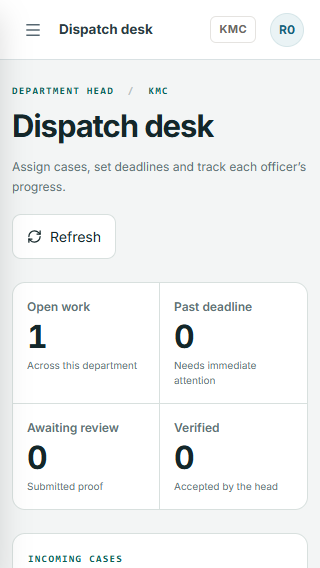 Dispatch desk
KMC
RO
DEPARTMENT HEAD / KMC
Dispatch desk
Assign cases, set deadlines and track each officer’s
progress.
Refresh
Open work
1
Across this department
Past deadline
0
Needs immediate
attention
Awaiting review
0
Submitted proof
Verified
0
Accepted by the head
INCOMING CASES